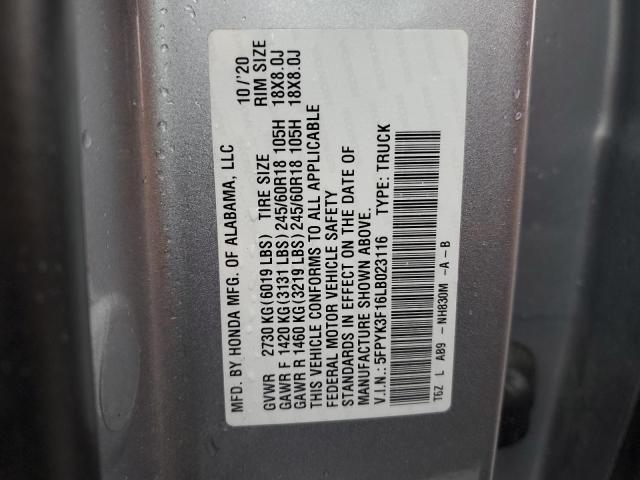 MFD. BY HONDA MFG. OF ALABAMA, LLC 10/'20
GVWR 2730 KG(6019 LBS) TIRE SIZE RIM SIZE
GAWR F 1420 KG(3131 LBS)245/60R18 105H 18X8.0J
GAWR R 1460 KG(3219 LBS)245/60R18 105H 18X8.0J
THIS VEHICLE CONFORMS TO ALL APPLICABLE
FEDERAL MOTOR VEHICLE SAFETY
STANDARDS IN EFFECT ON THE DATE OF
MANUFACTURE SHOWN ABOVE.
V.I.N.: 5FPYK3F16LB023116 TYPE: TRUCK
T6Z L AB9 - NH830M -A-B